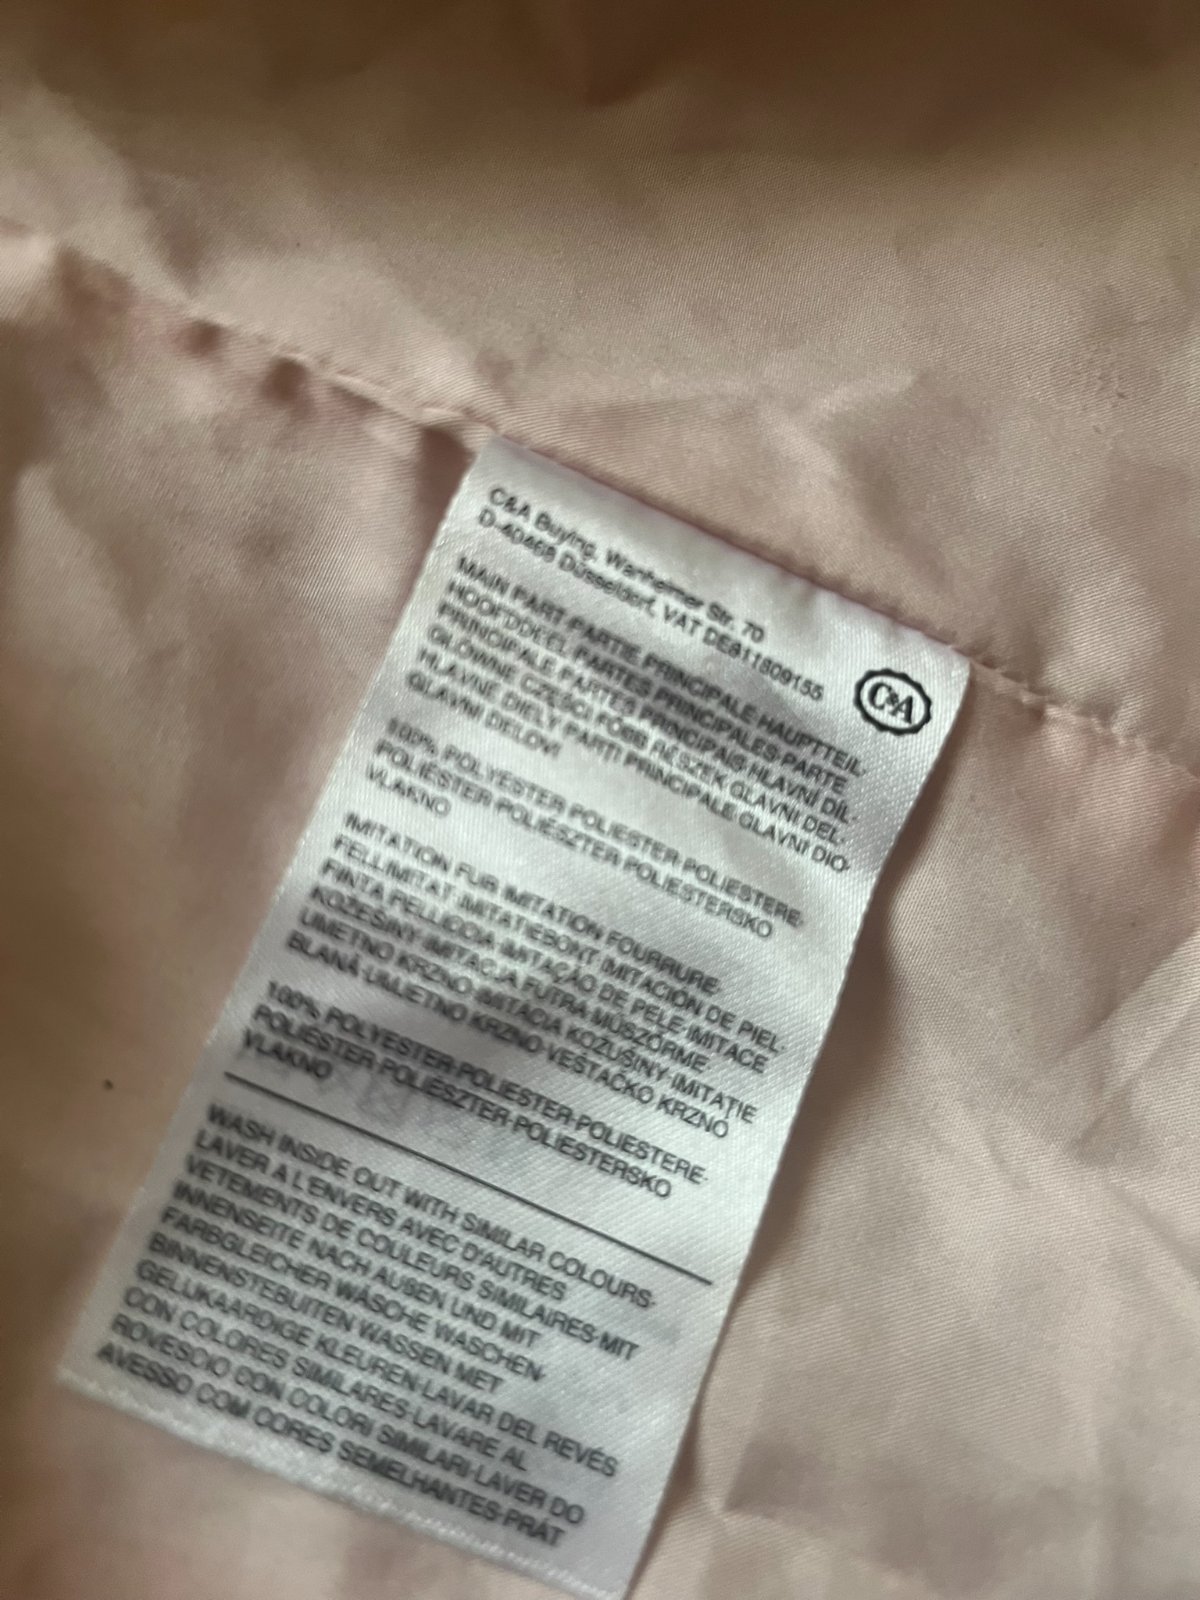 C&A Buying, Wanheimer Str. 70
D-40468 Düsseldorf, VAT DE811809155
C&A
MAIN PART·PARTIE PRINCIPALE·HAUPTTEIL·
HOOFDDEEL·PARTES PRINCIPALES·PARTE
PRINCIPALE·PARTES PRINCIPAIS·HLAVNÍ DÍL·
GŁÓWNE CZĘŚCI·FŐBB RÉSZEK·GLAVNI DEL·
HLAVNÉ DIELY·PARȚI PRINCIPALE·GLAVNI DIO·
GLAVNI DELOVI
100% POLYESTER·POLIESTER·POLIESTERE·
POLIÉSTER·POLIÉSZTER·POLIESTERSKO
VLAKNO
IMITATION FUR·IMITATION FOURRURE·
FELLIMITAT·IMITATIEBONT·IMITACIÓN DE PIEL·
FINTA PELLICCIA·IMITAÇÃO DE PELE·IMITACE
KOŽEŠINY·IMITACJA FUTRA·MŰSZŐRME
UMETNO KRZNO·IMITÁCIA KOŽUŠINY·IMITAȚIE
BLANĂ·UMJETNO KRZNO·VEŠTAČKO KRZNO
100% POLYESTER·POLIESTER·POLIESTERE·
POLIÉSTER·POLIÉSZTER·POLIESTERSKO
VLAKNO
WASH INSIDE OUT WITH SIMILAR COLOURS·
LAVER A L'ENVERS AVEC D'AUTRES
VETEMENTS DE COULEURS SIMILAIRES·MIT
INNENSEITE NACH AUßEN UND MIT
FARBGLEICHER WÄSCHE WASCHEN·
BINNENSTEBUITEN WASSEN MET
GELIJKAARDIGE KLEUREN·LAVAR DEL REVÉS
CON COLORES SIMILARES·LAVARE AL
ROVESCIO CON COLORI SIMILARI·LAVER DO
AVESSO COM CORES SEMELHANTES·PRÁT